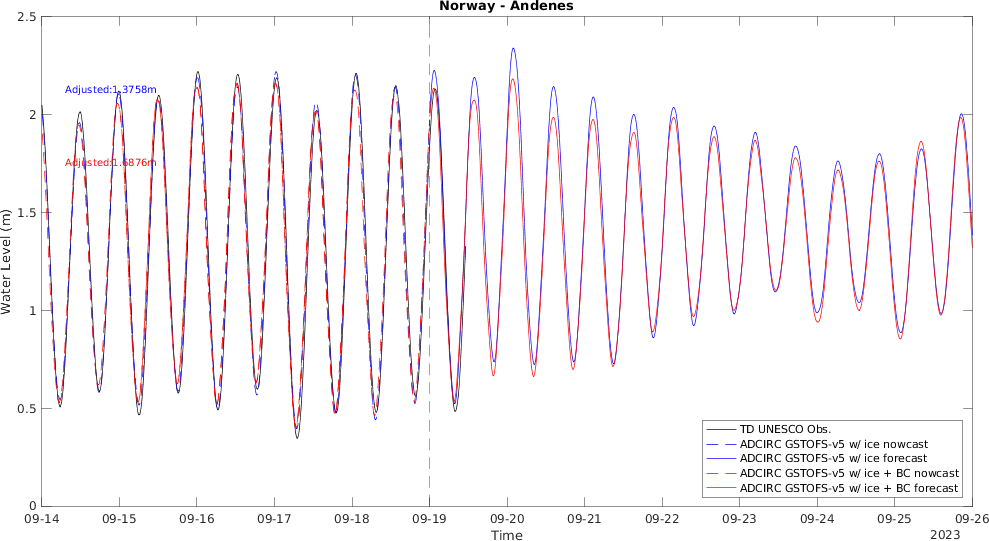 Norway - Andenes
2.5
2
1.5
1
0.5
0
Water Level (m)
Adjusted:1.3758m
Adjusted:1.6876m
TD UNESCO Obs.
ADCIRC GSTOFS-v5 w/ ice nowcast
ADCIRC GSTOFS-v5 w/ ice forecast
ADCIRC GSTOFS-v5 w/ ice + BC nowcast
ADCIRC GSTOFS-v5 w/ ice + BC forecast
09-14 09-15 09-16 09-17 09-18 09-19 09-20 09-21 09-22 09-23 09-24 09-25 09-26
Time
2023